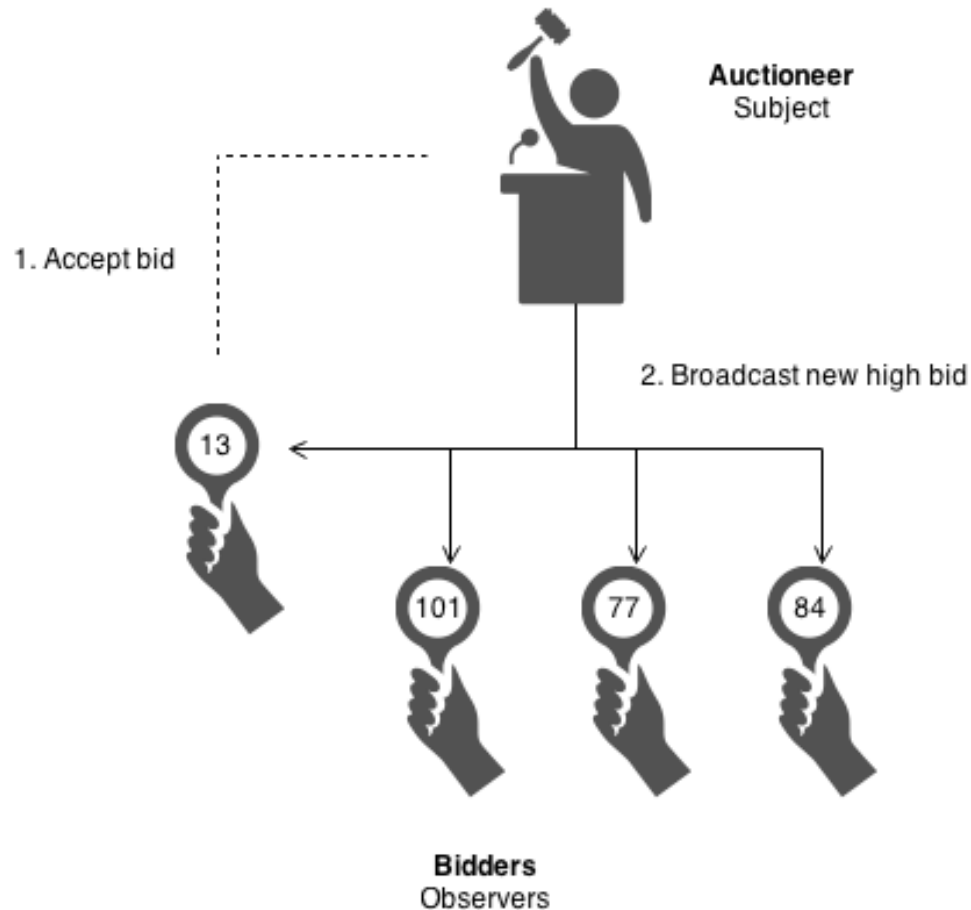 Auctioneer
Subject
1. Accept bid
2. Broadcast new high bid
13
101
77
84
Bidders
Observers